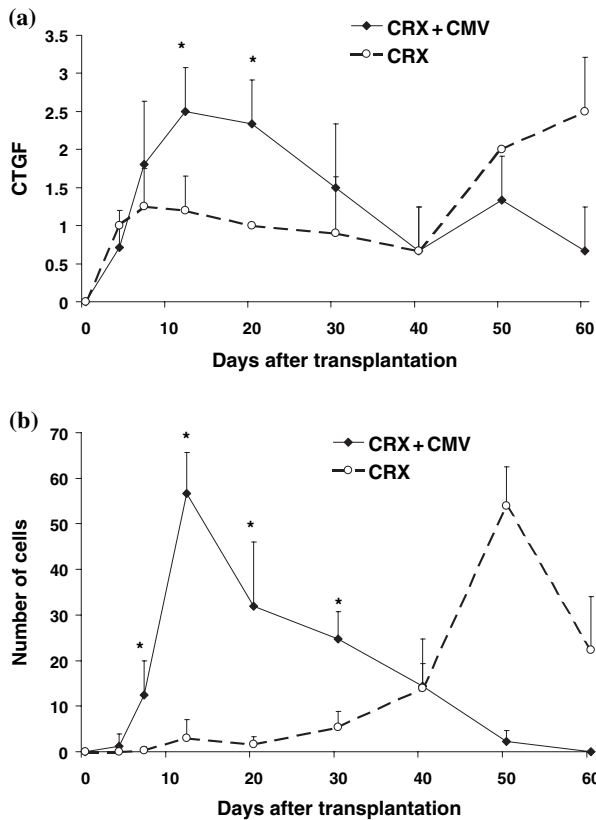 (a)
CRX + CMV
CRX
* *
3.5
3
2.5
2
1.5
1
0.5
0
CTGF
0 10 20 30 40 50 60
Days after transplantation
(b)
CRX + CMV
CRX
*
*
*
*
70
60
50
40
30
20
10
0
Number of cells
0 10 20 30 40 50 60
Days after transplantation